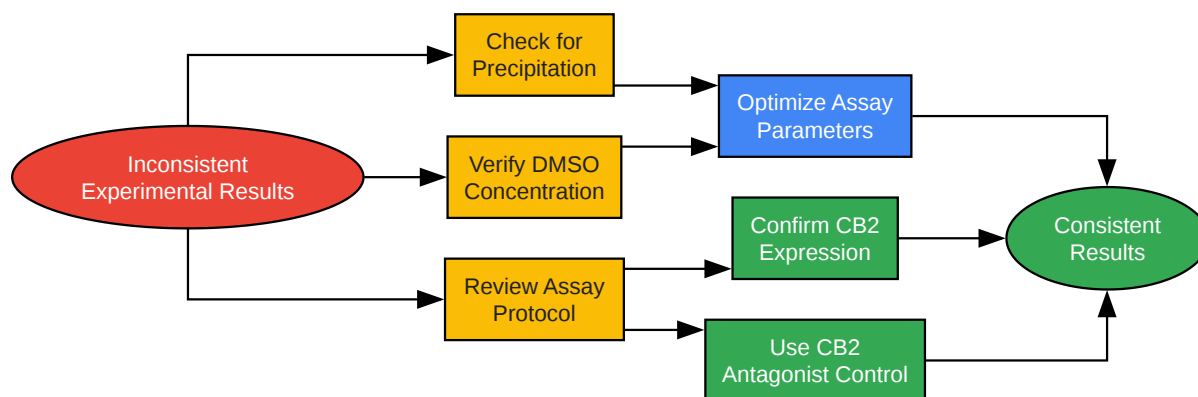 Inconsistent
Experimental Results
Check for
Precipitation
Verify DMSO
Concentration
Review Assay
Protocol
Optimize Assay
Parameters
Confirm CB2
Expression
Use CB2
Antagonist Control
Consistent
Results